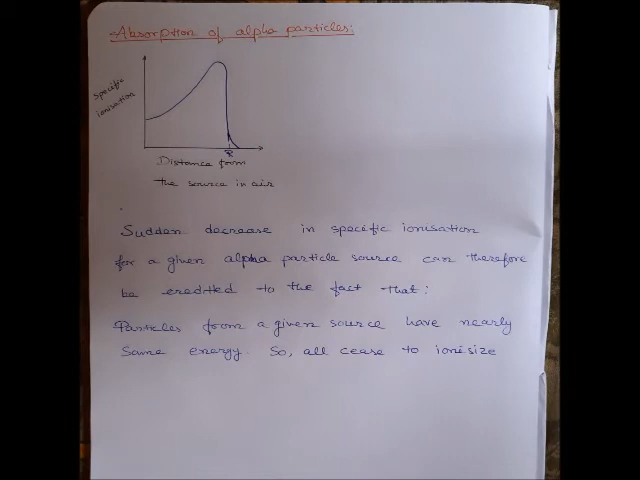 Absorption of alpha particles:
Specific
ionisation
R
Distance from
the source in air
Sudden decrease in specific ionisation
for a given alpha particle source can therefore
be credited to the fact that:
Particles from a given source have nearly
same energy. So, all cease to ionisize